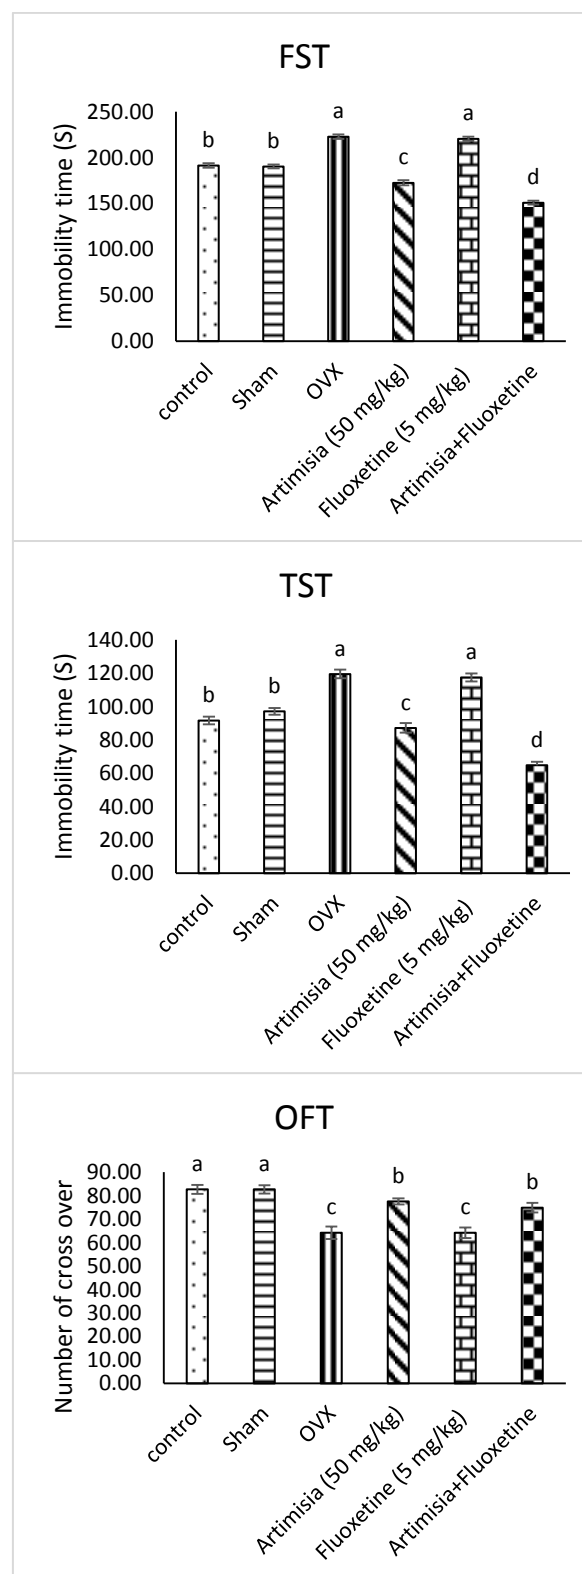 FST
Immobility time (S)
250.00
200.00
150.00
100.00
50.00
0.00
b
b
a
c
a
d
control
Sham
OVX
Artimisia (50 mg/kg)
Fluoxetine (5 mg/kg)
Artimisia+Fluoxetine
TST
Immobility time (S)
140.00
120.00
100.00
80.00
60.00
40.00
20.00
0.00
b
b
a
c
a
d
control
Sham
OVX
Artimisia (50 mg/kg)
Fluoxetine (5 mg/kg)
Artimisia+Fluoxetine
OFT
Number of cross over
90.00
80.00
70.00
60.00
50.00
40.00
30.00
20.00
10.00
0.00
a
a
c
b
c
b
control
Sham
OVX
Artimisia (50 mg/kg)
Fluoxetine (5 mg/kg)
Artimisia+Fluoxetine